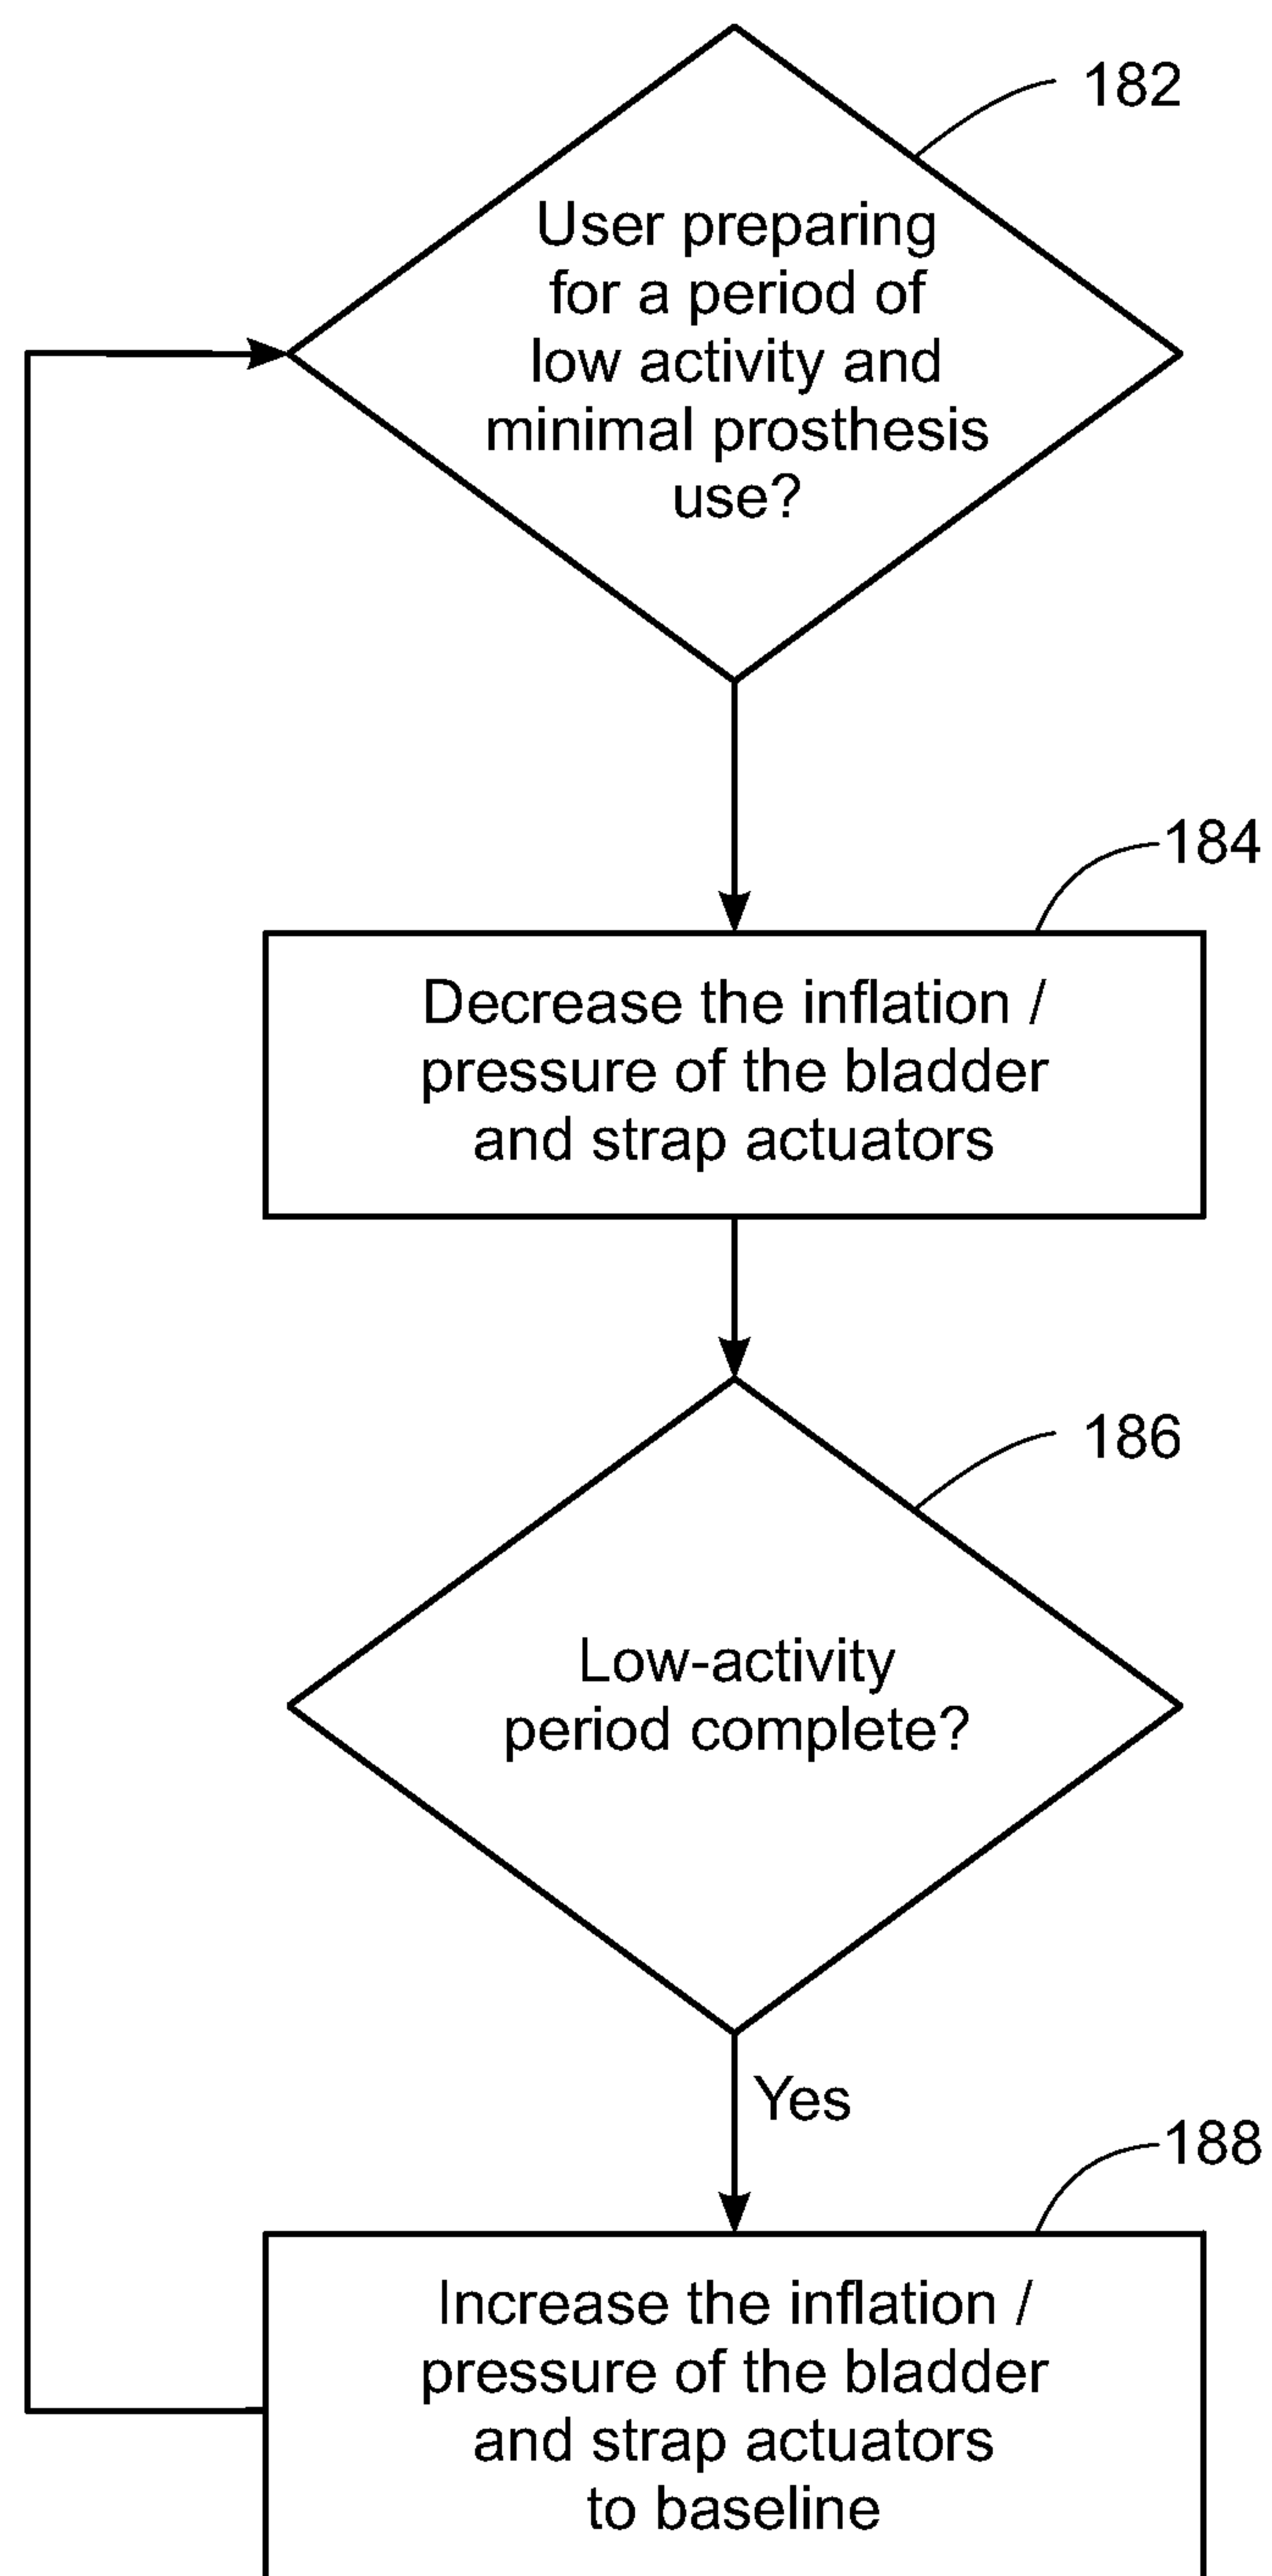 182
User preparing
for a period of
low activity and
minimal prosthesis
use?
184
Decrease the inflation /
pressure of the bladder
and strap actuators
186
Low-activity
period complete?
Yes
188
Increase the inflation /
pressure of the bladder
and strap actuators
to baseline